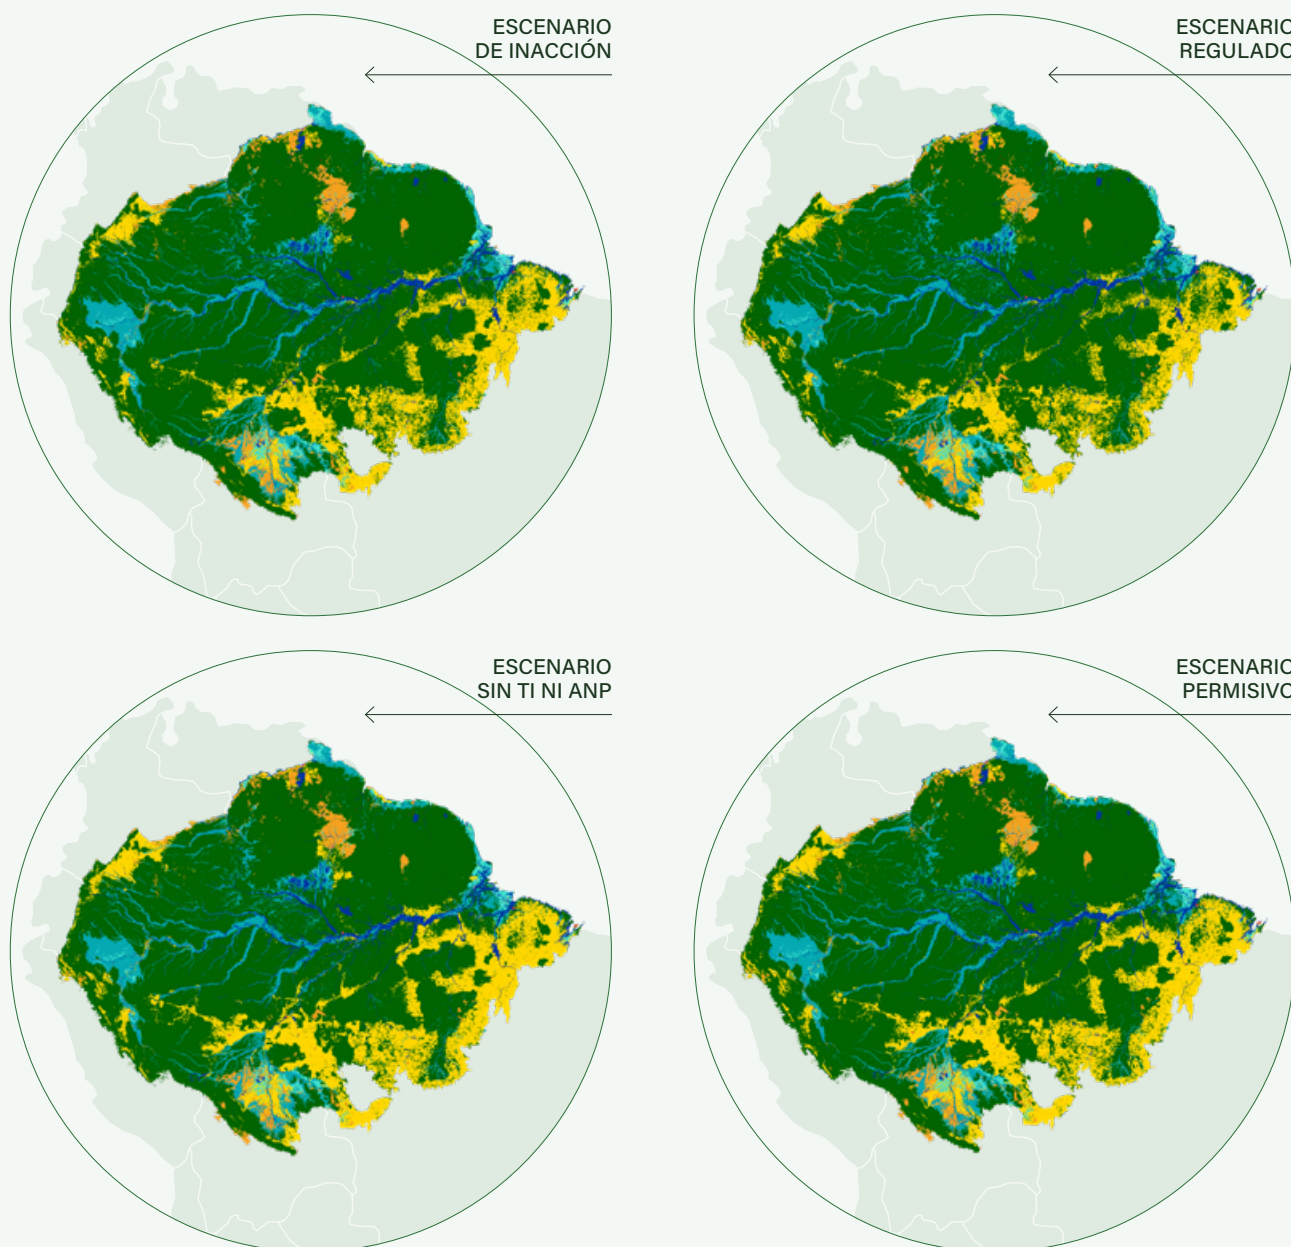 ESCENARIO
DE INACCIÓN
ESCENARIO
REGULADO
ESCENARIO
SIN TI NI ANP
ESCENARIO
PERMISIVO